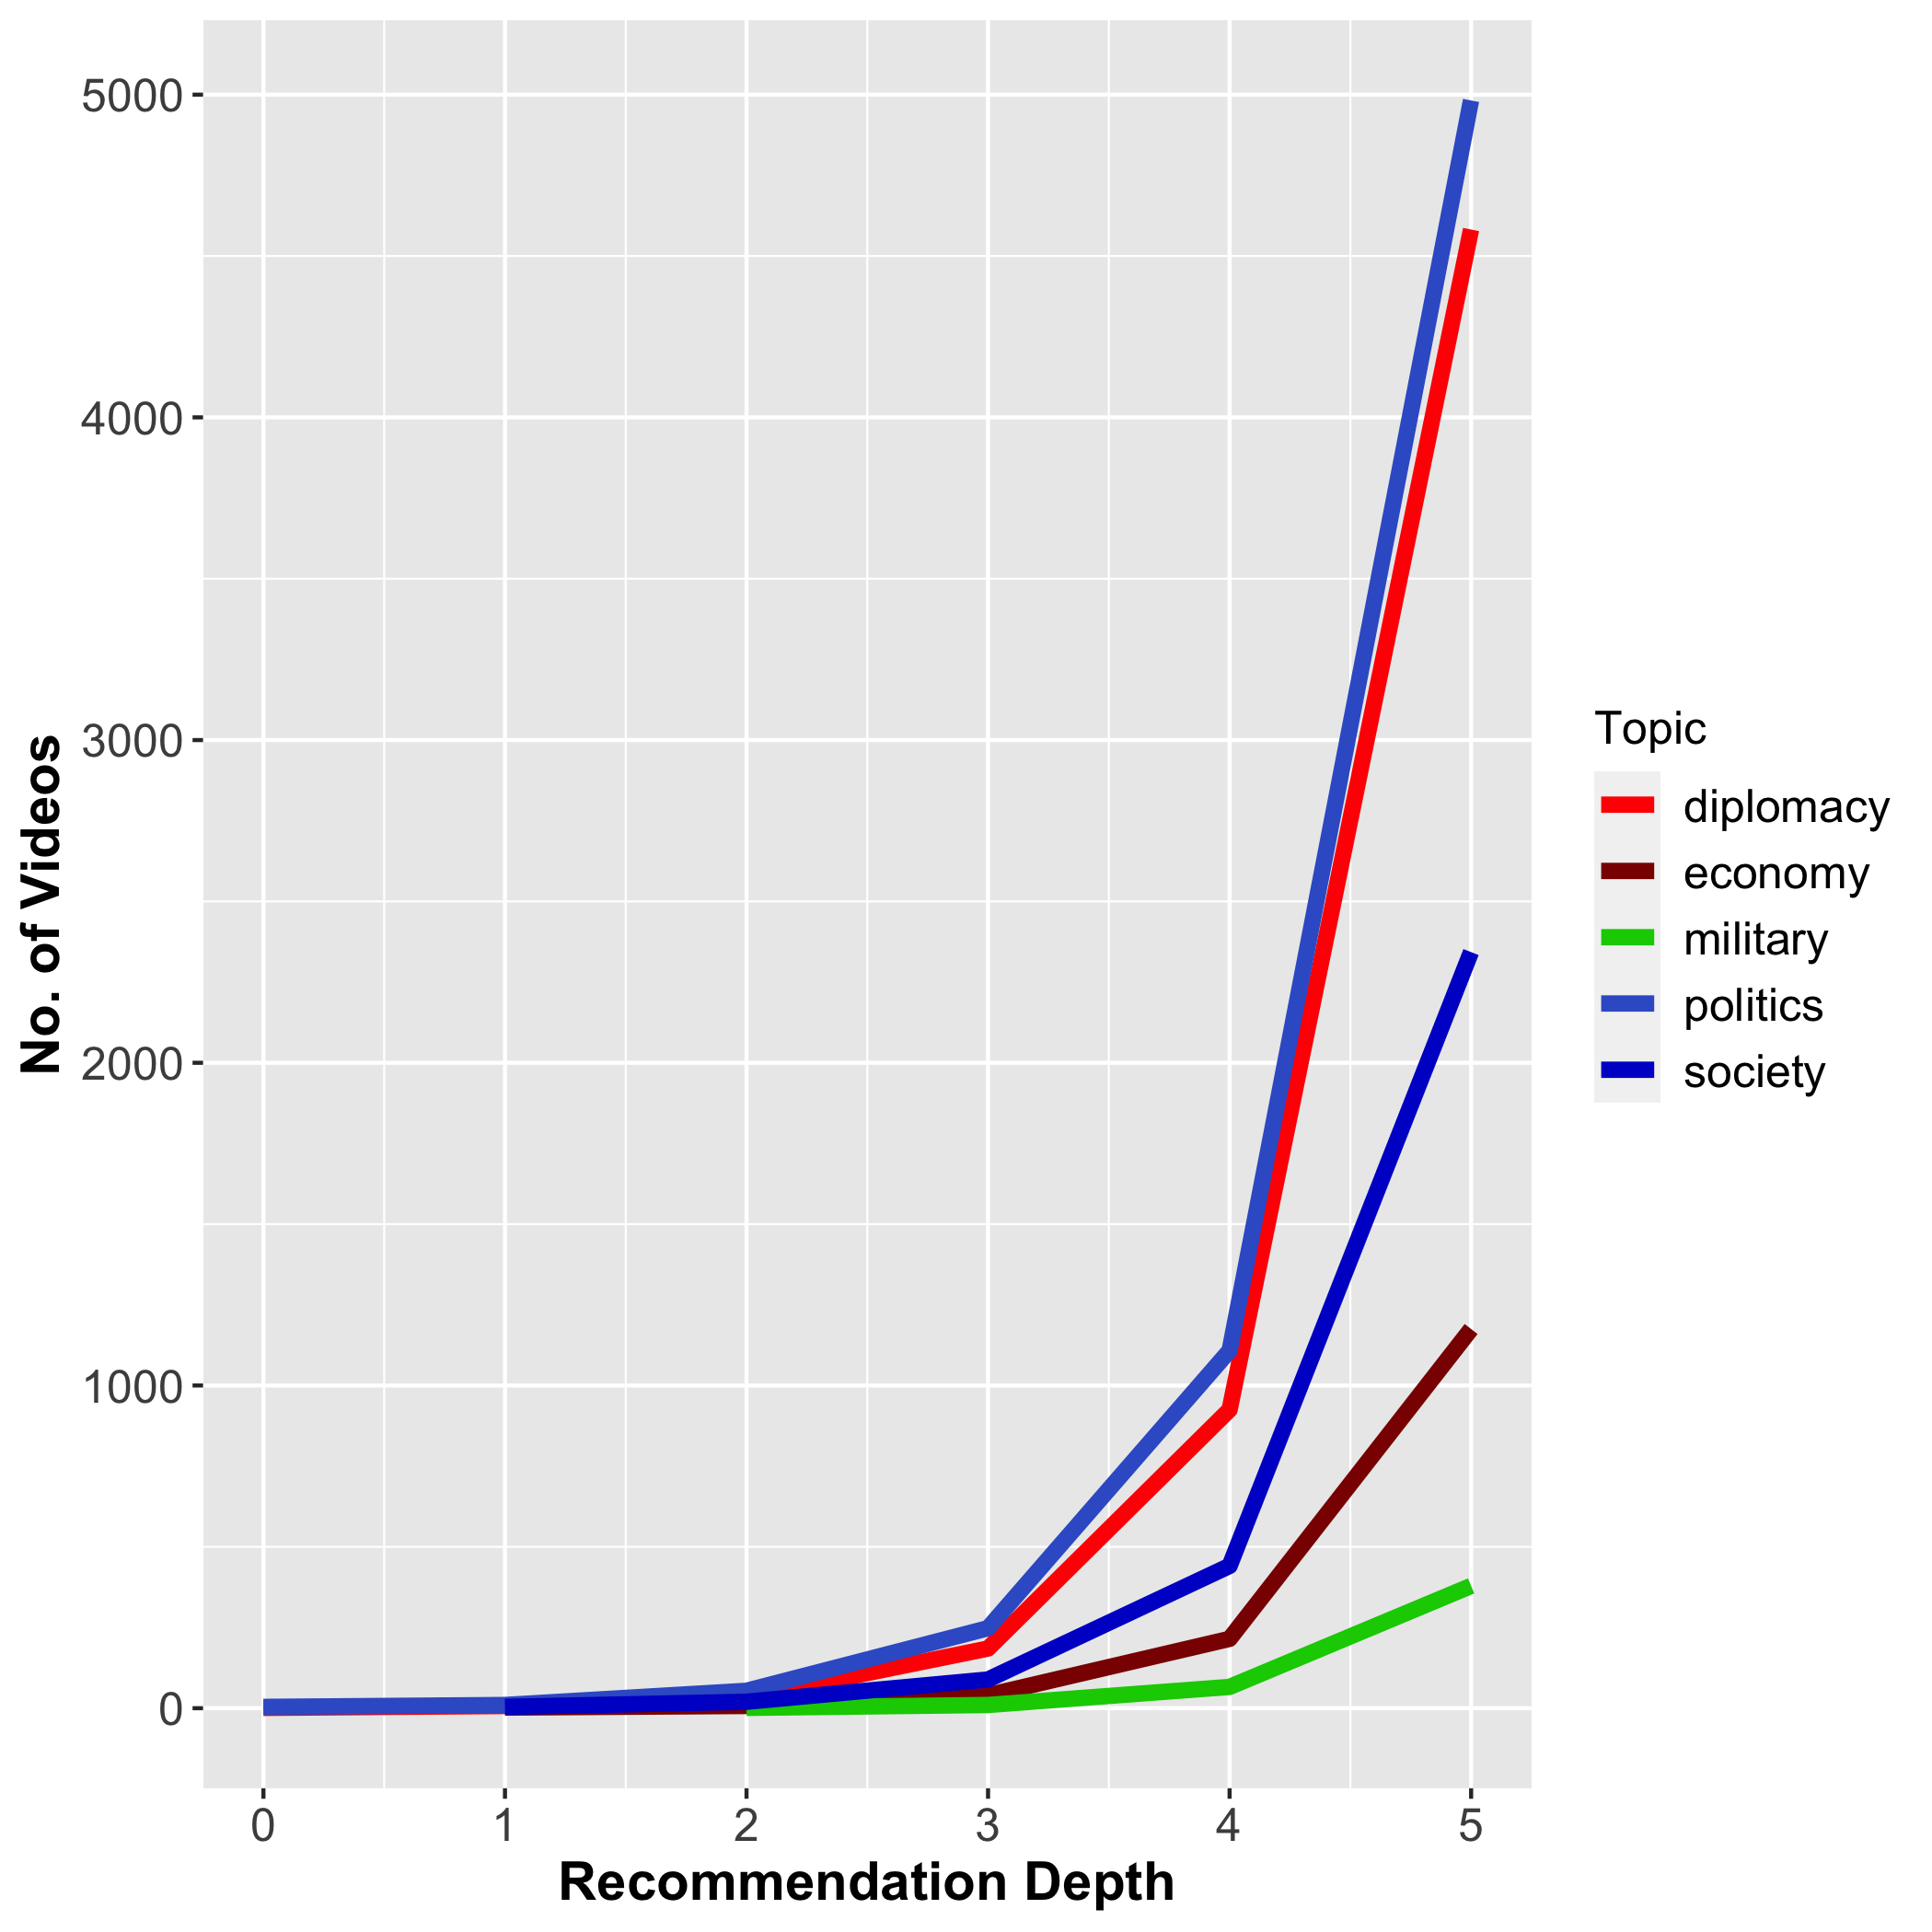 No. of Videos
5000
4000
3000
2000
1000
0
0 1 2 3 4 5
Recommendation Depth
Topic
diplomacy
economy
military
politics
society